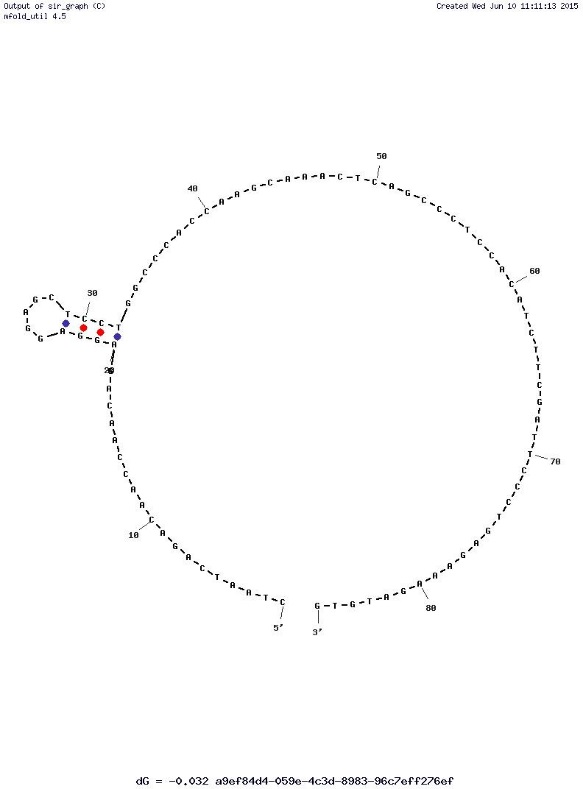 Output of sir_graph (C)
mfold_util 4.5
Created Wed Jun 10 11:11:13 2015
5'
C T A A T C A G A C A A C C A A C A
A G G A G G A G C T C C T
G G C C C A C C A A G C A A A C T C A G C C C T C C A C A T C T T C G A T T C C C T G A G A A A G A T G T G
3'
10
20
30
40
50
60
70
80
dG = -0.032 a9ef84d4-059e-4c3d-8983-96c7eff276ef